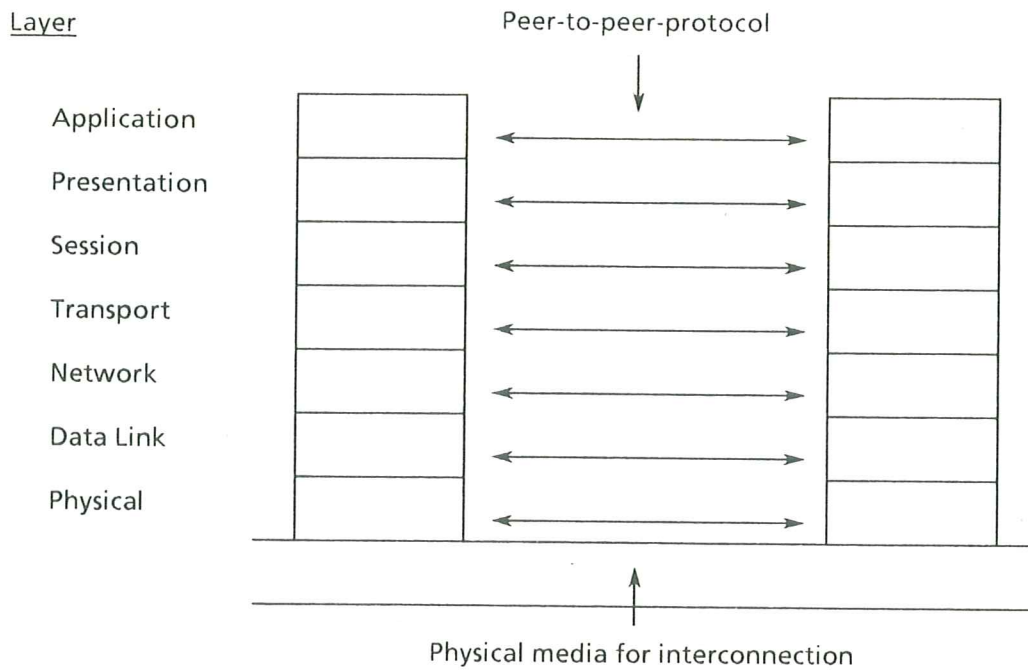 Layer
Peer-to-peer-protocol
Application
Presentation
Session
Transport
Network
Data Link
Physical
Physical media for interconnection